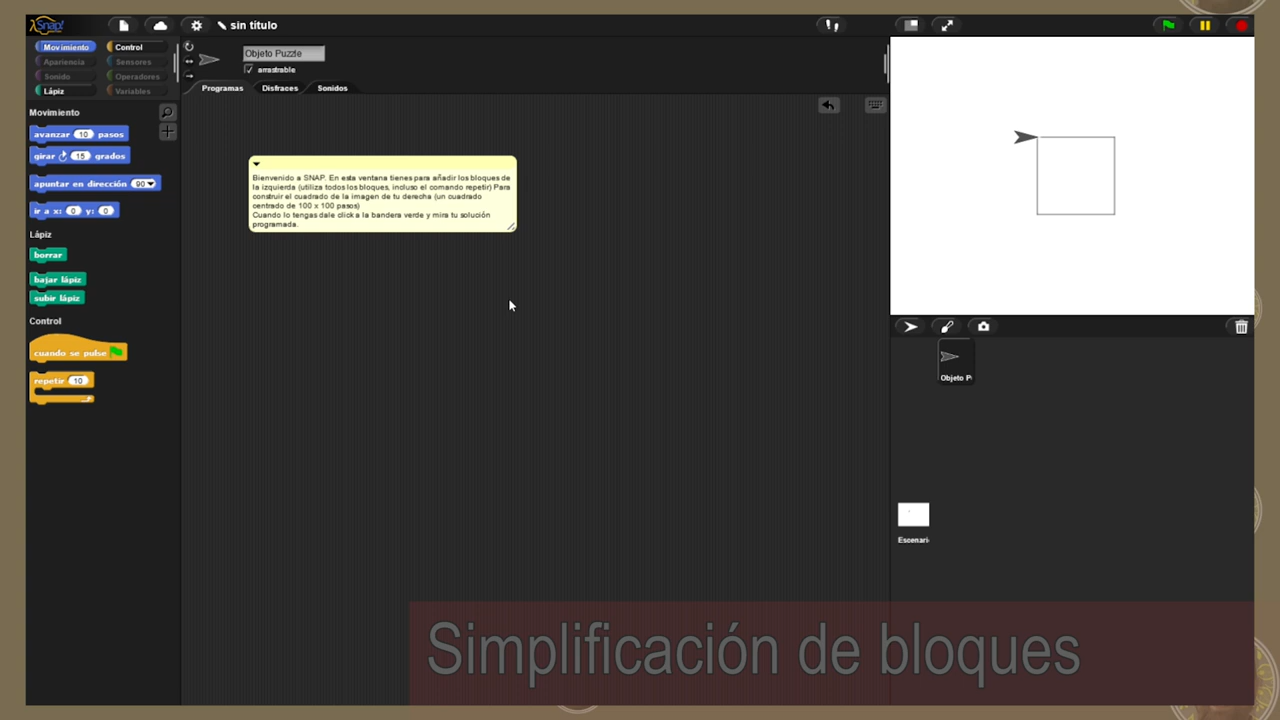 Snap!
sin título
Movimiento
Control
Apariencia
Sensores
Sonido
Operadores
Lápiz
Variables
Objeto Puzzle
arrastrable
Programas
Disfraces
Sonidos
Movimiento
avanzar 10 pasos
girar 15 grados
apuntar en dirección 90
ir a x: 0 y: 0
Lápiz
borrar
bajar lápiz
subir lápiz
Control
cuando se pulse
repetir 10
Bienvenido a SNAP. En esta ventana tienes para añadir los bloques de
la izquierda (utiliza todos los bloques, incluso el comando repetir) Para
construir el cuadrado de la imagen de tu derecha (un cuadrado
centrado de 100 x 100 pasos)
Cuando lo tengas dale click a la bandera verde y mira tu solución
programada.
Objeto P
Escenari
Simplificación de bloques